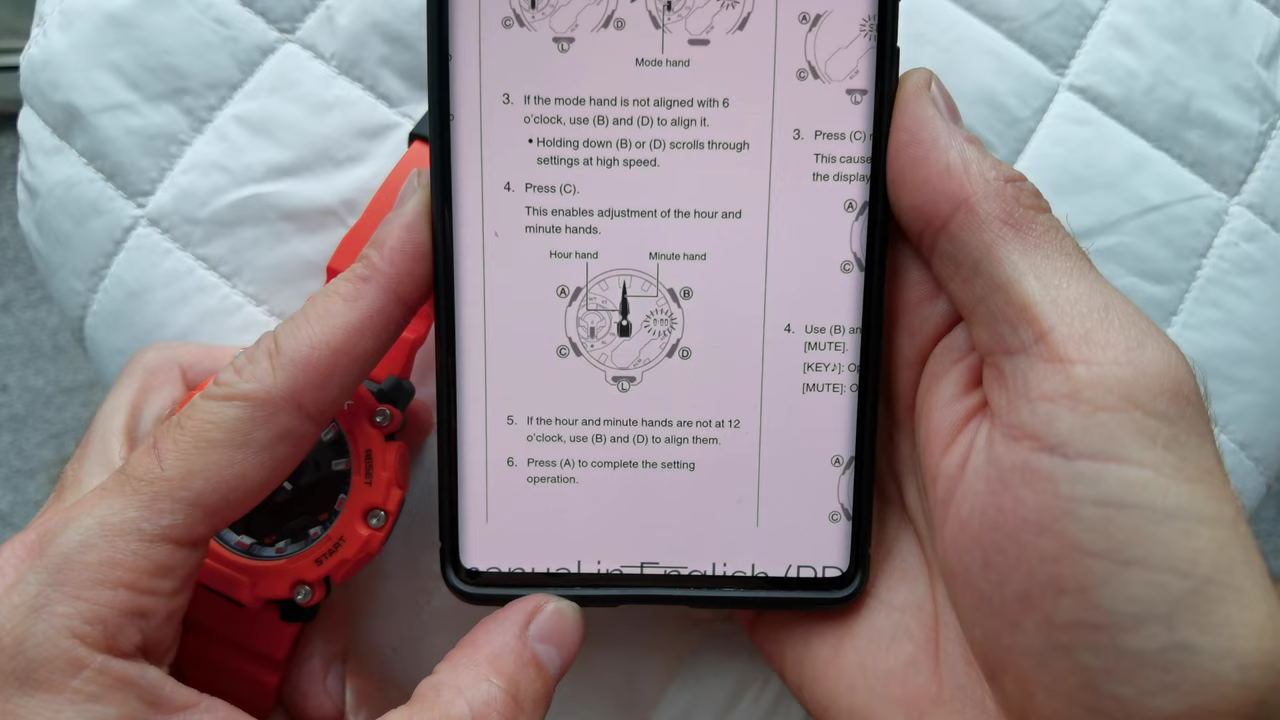 C
D
L
Mode hand
3. If the mode hand is not aligned with 6
o'clock, use (B) and (D) to align it.
• Holding down (B) or (D) scrolls through
settings at high speed.
4. Press (C).
This enables adjustment of the hour and
minute hands.
Hour hand
Minute hand
A
B
C
D
L
5. If the hour and minute hands are not at 12
o'clock, use (B) and (D) to align them.
6. Press (A) to complete the setting
operation.
A
C
L
3. Press (C)
This cause
the display
A
C
4. Use (B) an
[MUTE].
[KEY♪]: O
[MUTE]: O
A
C
anual in English (PD
RESET
START